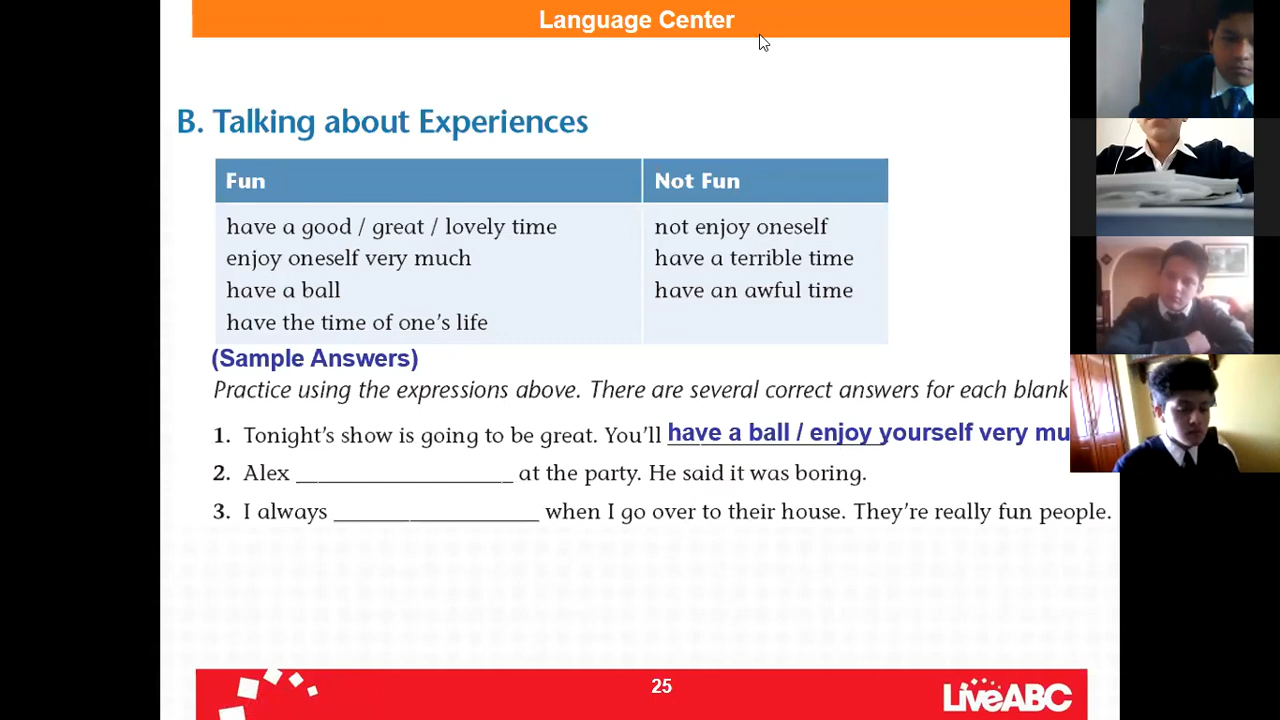 Language Center
B. Talking about Experiences
Fun
Not Fun
have a good / great / lovely time
not enjoy oneself
enjoy oneself very much
have a terrible time
have a ball
have an awful time
have the time of one's life
(Sample Answers)
Practice using the expressions above. There are several correct answers for each blank
1. Tonight's show is going to be great. You'll have a ball / enjoy yourself very mu
2. Alex ____________________ at the party. He said it was boring.
3. I always ___________________ when I go over to their house. They're really fun people.
25
LiveABC